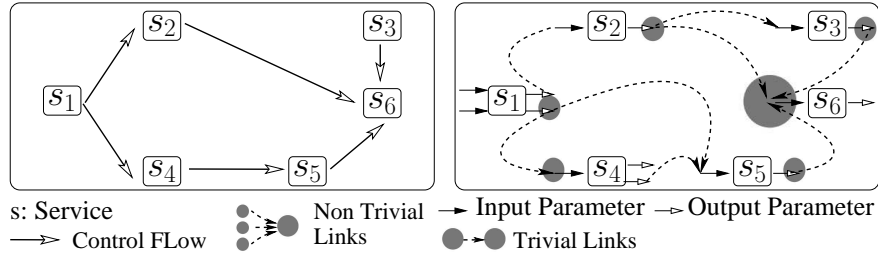 s2 s3 s2 s3
s1 s6 s1 s6
s4 s5 s4 s5
s: Service Non Trivial Input Parameter Output Parameter
Control FLow Links Trivial Links